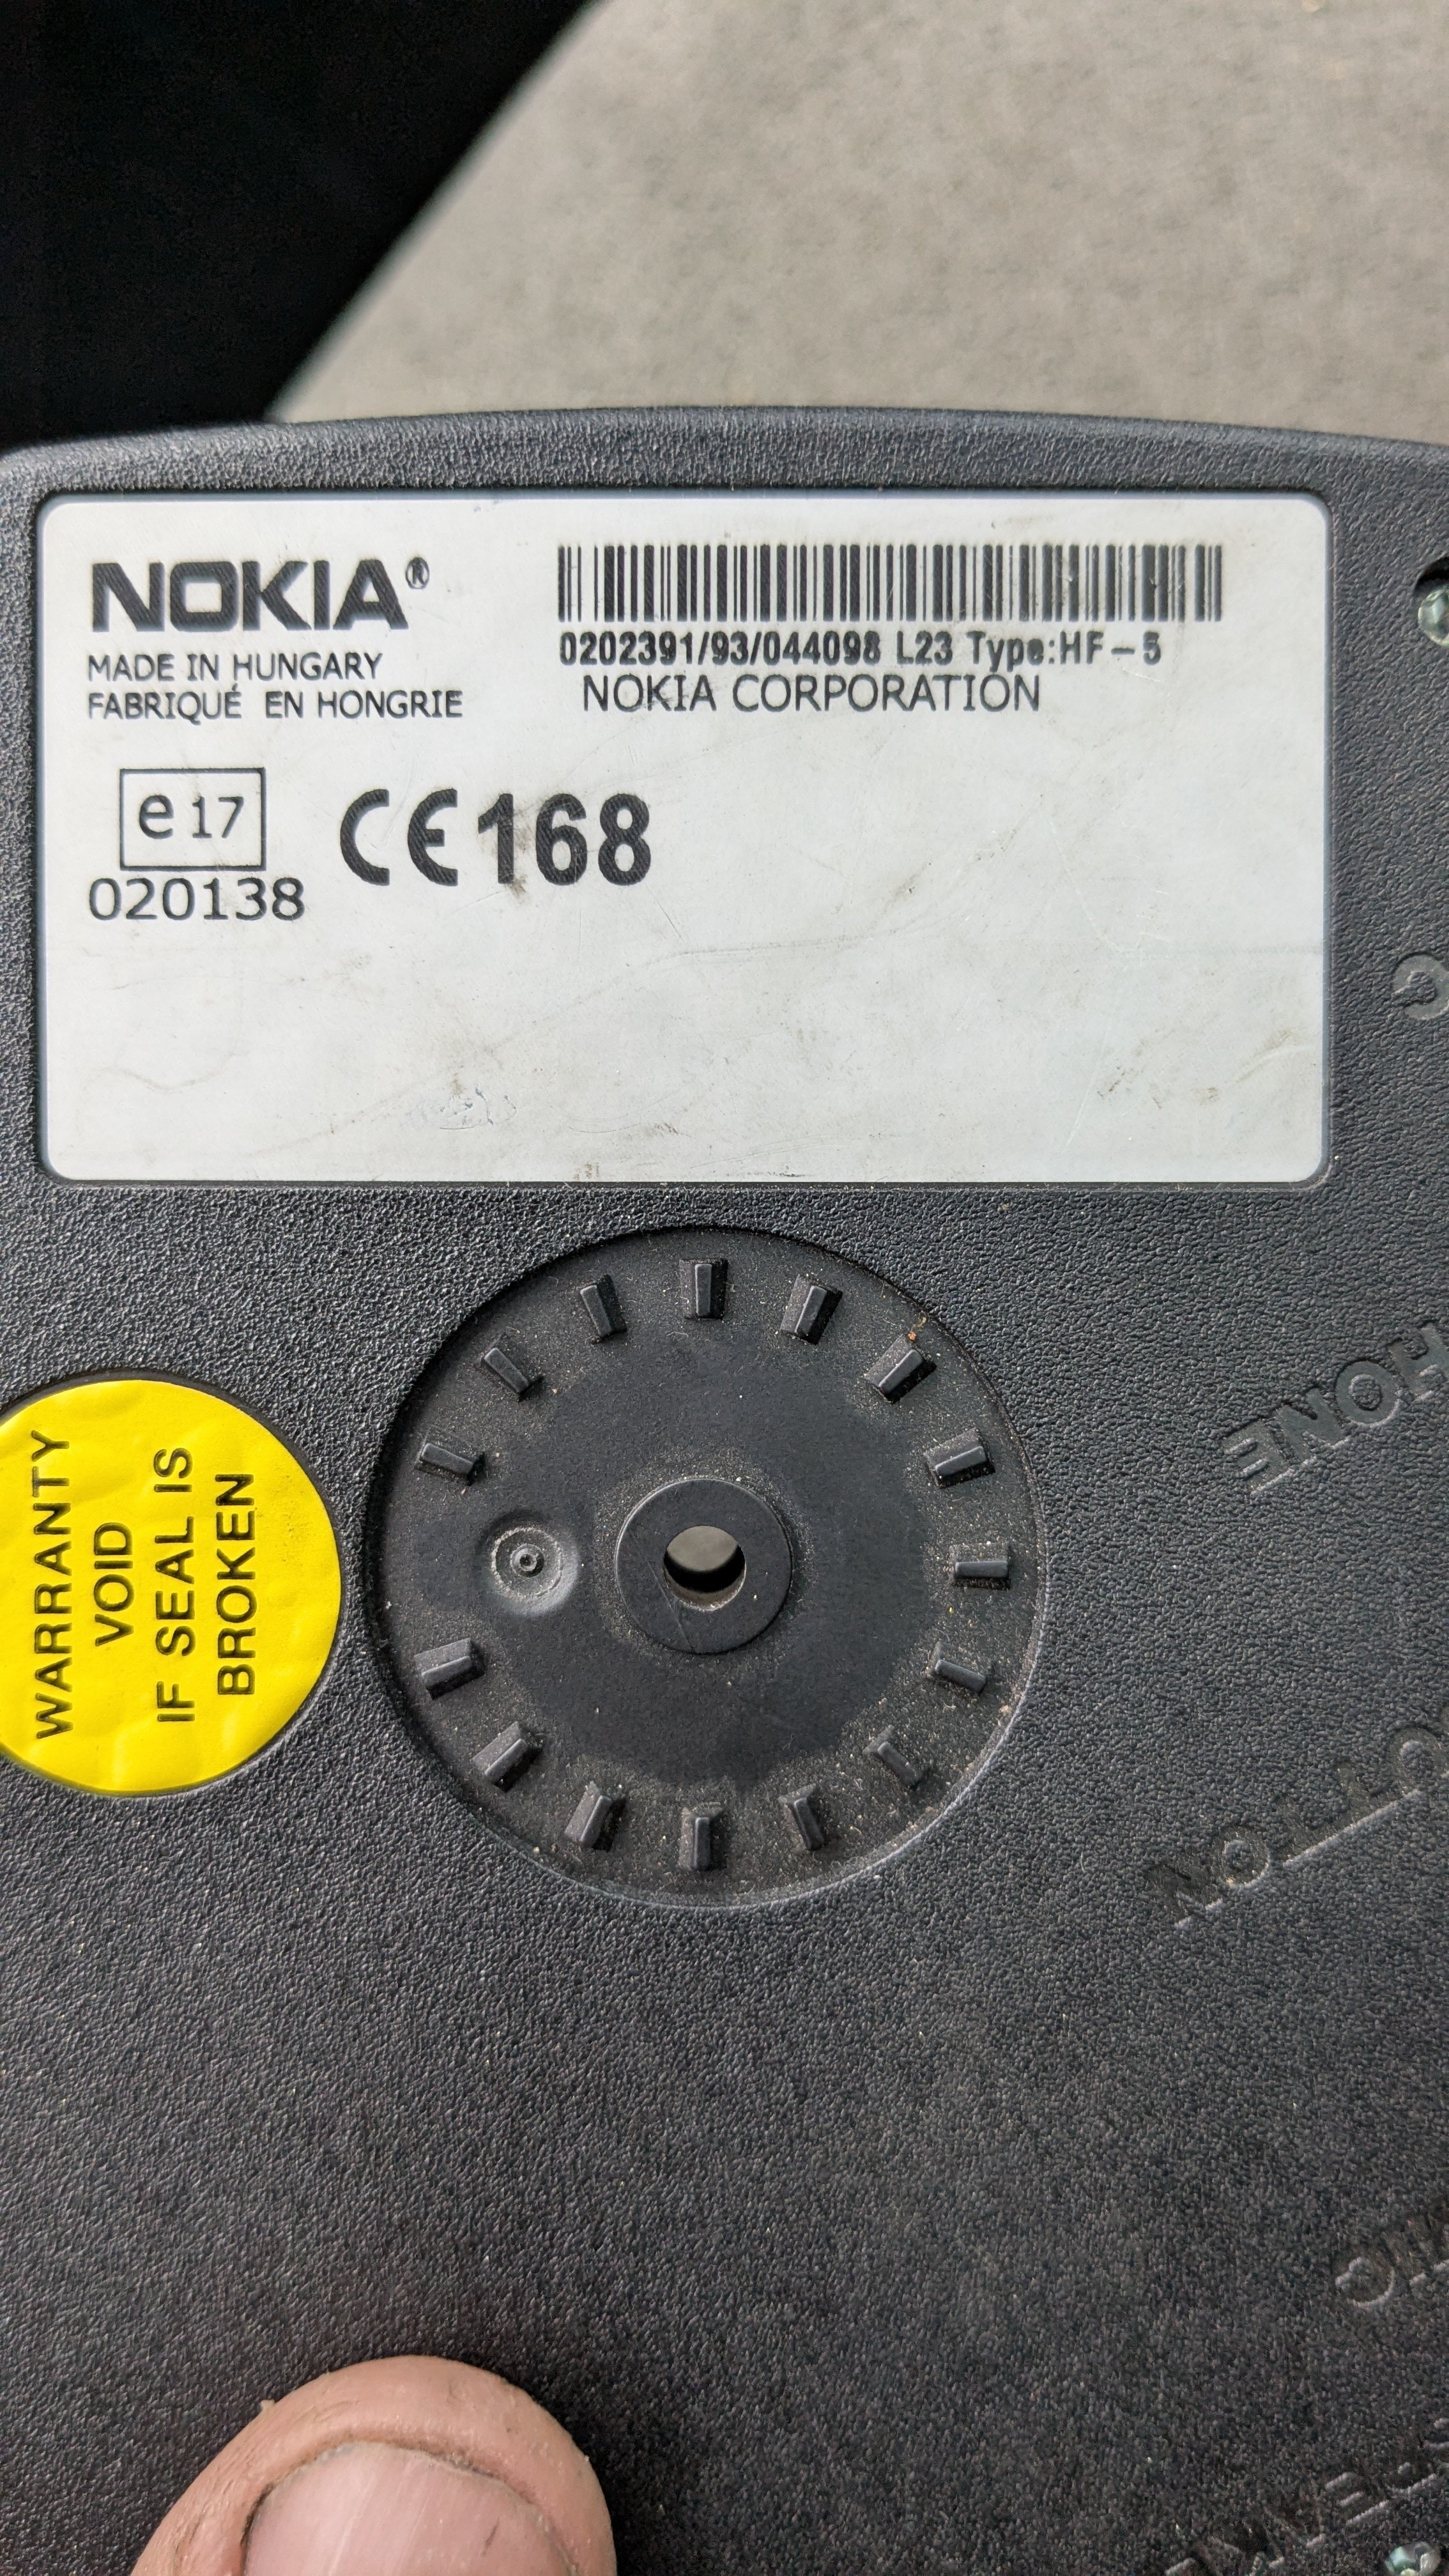 NOKIA®
MADE IN HUNGARY
FABRIQUÉ EN HONGRIE
0202391/93/044098 L23 Type:HF-5
NOKIA CORPORATION
e17
020138
CE168
WARRANTY
VOID
IF SEAL IS
BROKEN